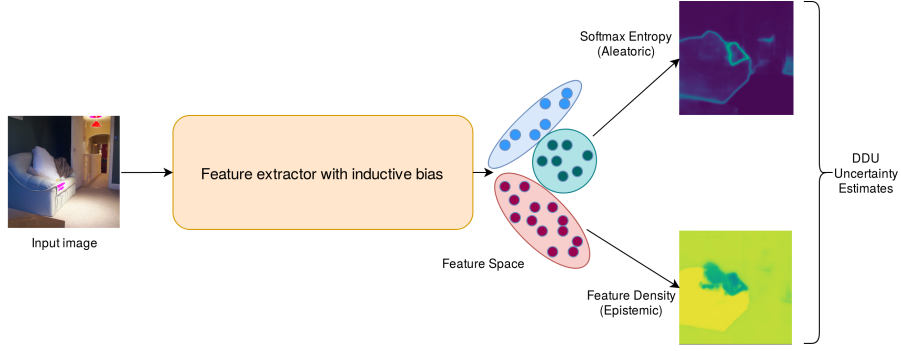 Softmax Entropy
(Aleatoric)
Feature extractor with inductive bias
Input image
Feature Space
Feature Density
(Epistemic)
DDU
Uncertainty
Estimates